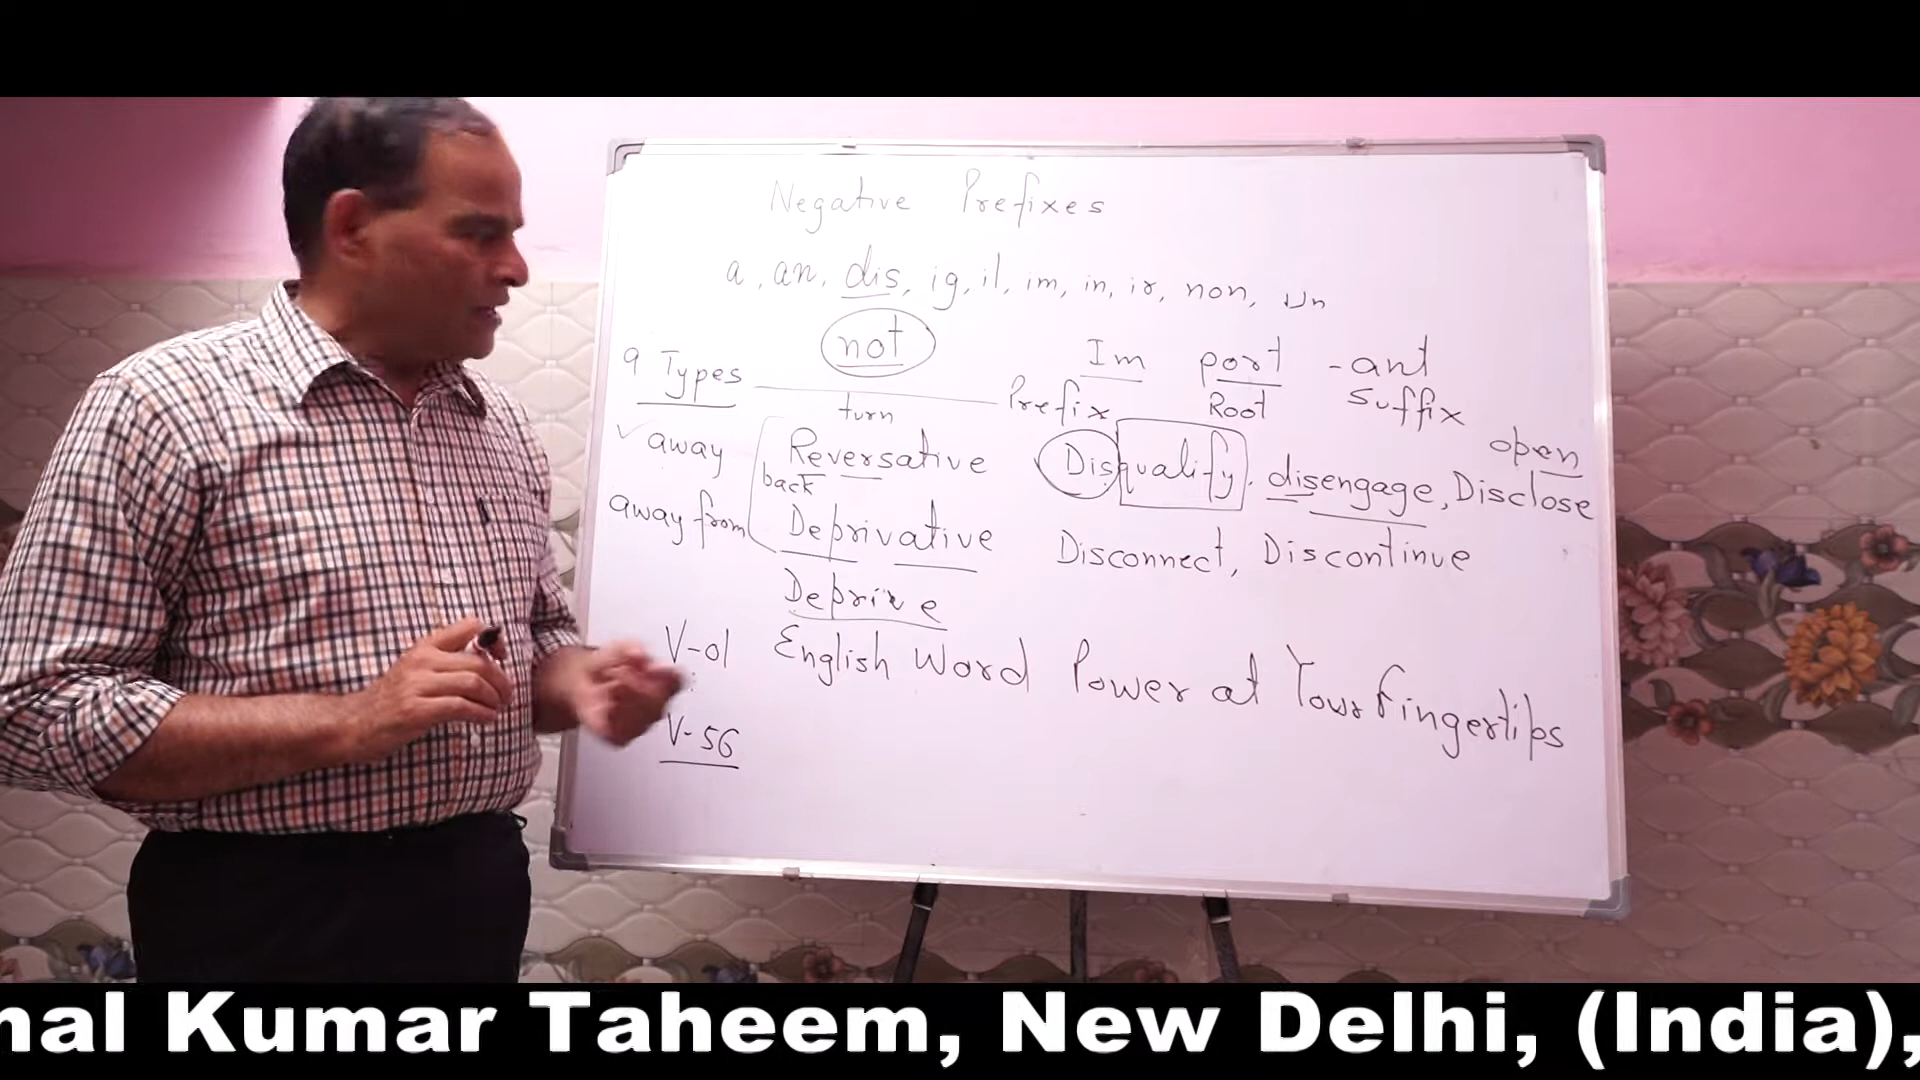 Negative Prefixes
a, an, dis, ig, il, im, in, ir, non, un
not
9 Types
Im port -ant
Prefix Root Suffix
turn
away Reversative Disqualify, disengage, Disclose
open
back
away from Deprivative Disconnect, Discontinue
Deprive
V-01 English Word Power at Your Fingertips
V-56
nal Kumar Taheem, New Delhi, (India),